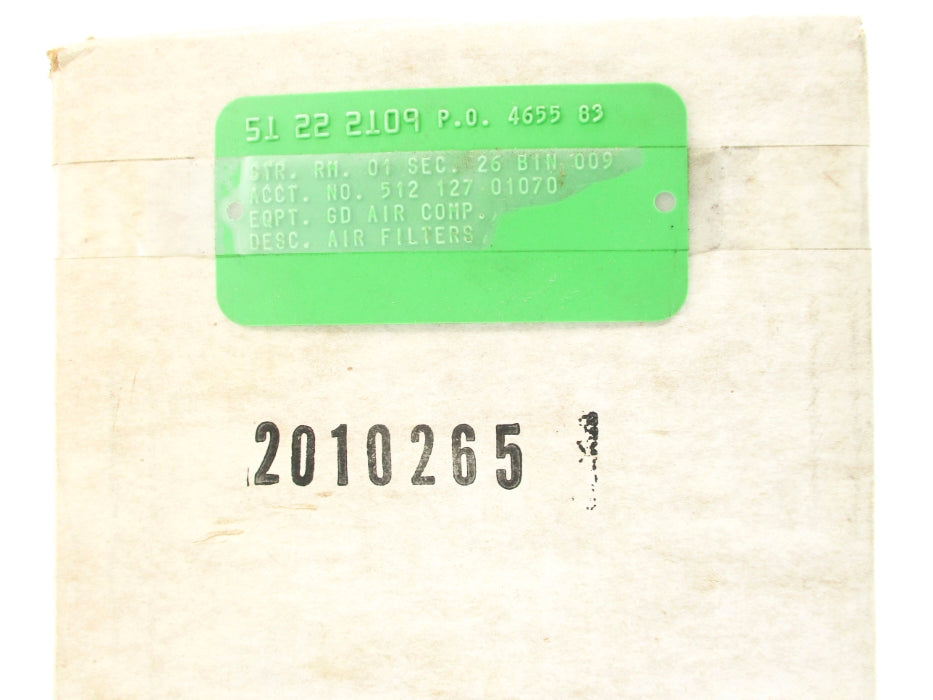 51 22 2109 P.O. 4655 83
STR. RM. 01 SEC. 26 BIN 009
ACCT. NO. 512 127 01070
EQPT. GD AIR COMP.
DESC. AIR FILTERS
2010265